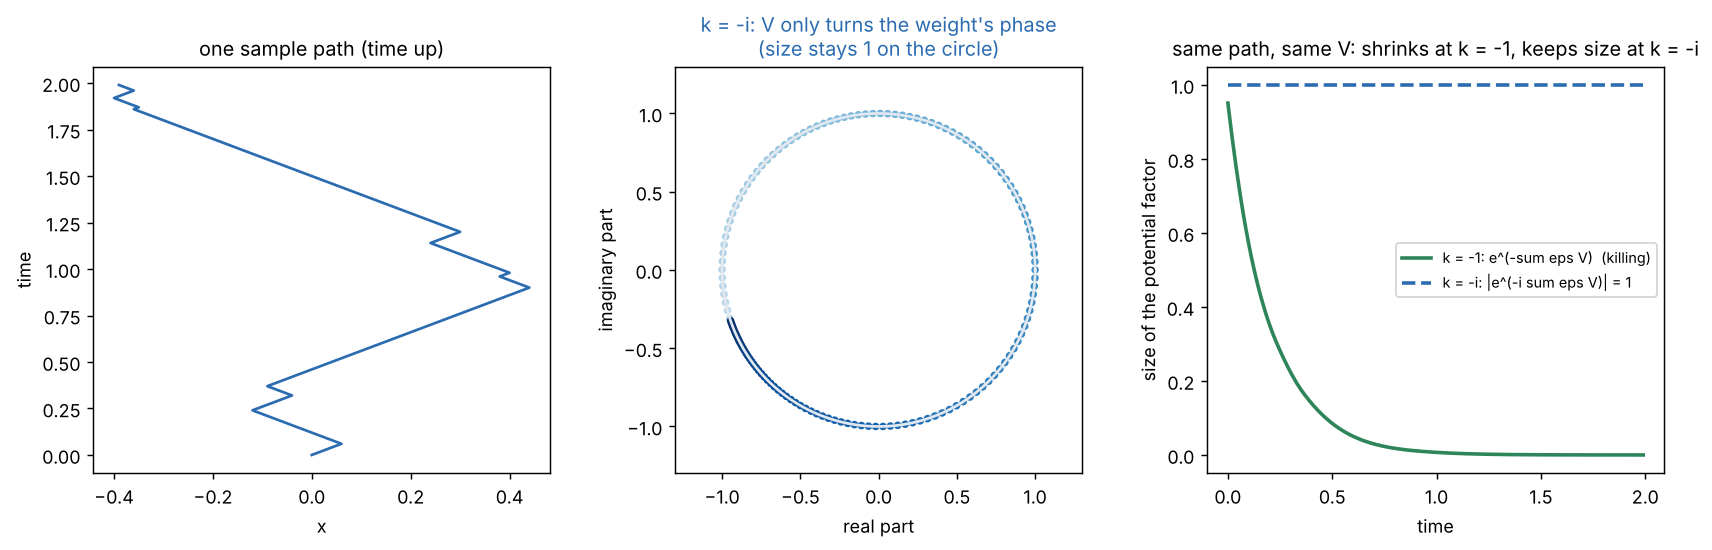 one sample path (time up)
time
2.00
1.75
1.50
1.25
1.00
0.75
0.50
0.25
0.00
−0.4
−0.2
0.0
0.2
0.4
x
k = -i: V only turns the weight's phase
(size stays 1 on the circle)
imaginary part
1.0
0.5
0.0
−0.5
−1.0
−1.0
−0.5
0.0
0.5
1.0
real part
same path, same V: shrinks at k = -1, keeps size at k = -i
size of the potential factor
1.0
0.8
0.6
0.4
0.2
0.0
k = -1: e^(-sum eps V)  (killing)
k = -i: |e^(-i sum eps V)| = 1
0.0
0.5
1.0
1.5
2.0
time